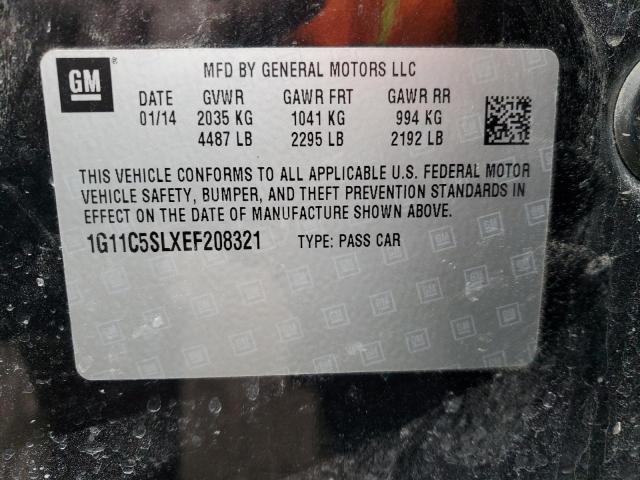 GM ®
MFD BY GENERAL MOTORS LLC
DATE GVWR GAWR FRT GAWR RR
01/14 2035 KG 1041 KG 994 KG
4487 LB 2295 LB 2192 LB
THIS VEHICLE CONFORMS TO ALL APPLICABLE U.S. FEDERAL MOTOR
VEHICLE SAFETY, BUMPER, AND THEFT PREVENTION STANDARDS IN
EFFECT ON THE DATE OF MANUFACTURE SHOWN ABOVE.
1G11C5SLXEF208321 TYPE: PASS CAR